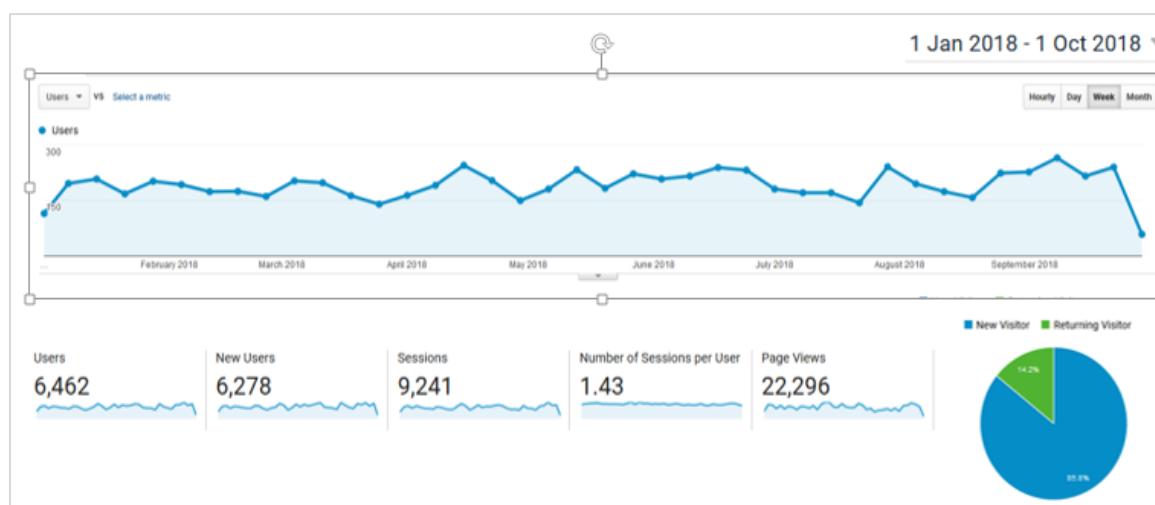 1 Jan 2018 - 1 Oct 2018
Users VS Select a metric
Hourly Day Week Month
Users
300
150
... February 2018 March 2018 April 2018 May 2018 June 2018 July 2018 August 2018 September 2018
New Visitor Returning Visitor
Users New Users Sessions Number of Sessions per User Page Views
6,462 6,278 9,241 1.43 22,296
14.2%
85.8%